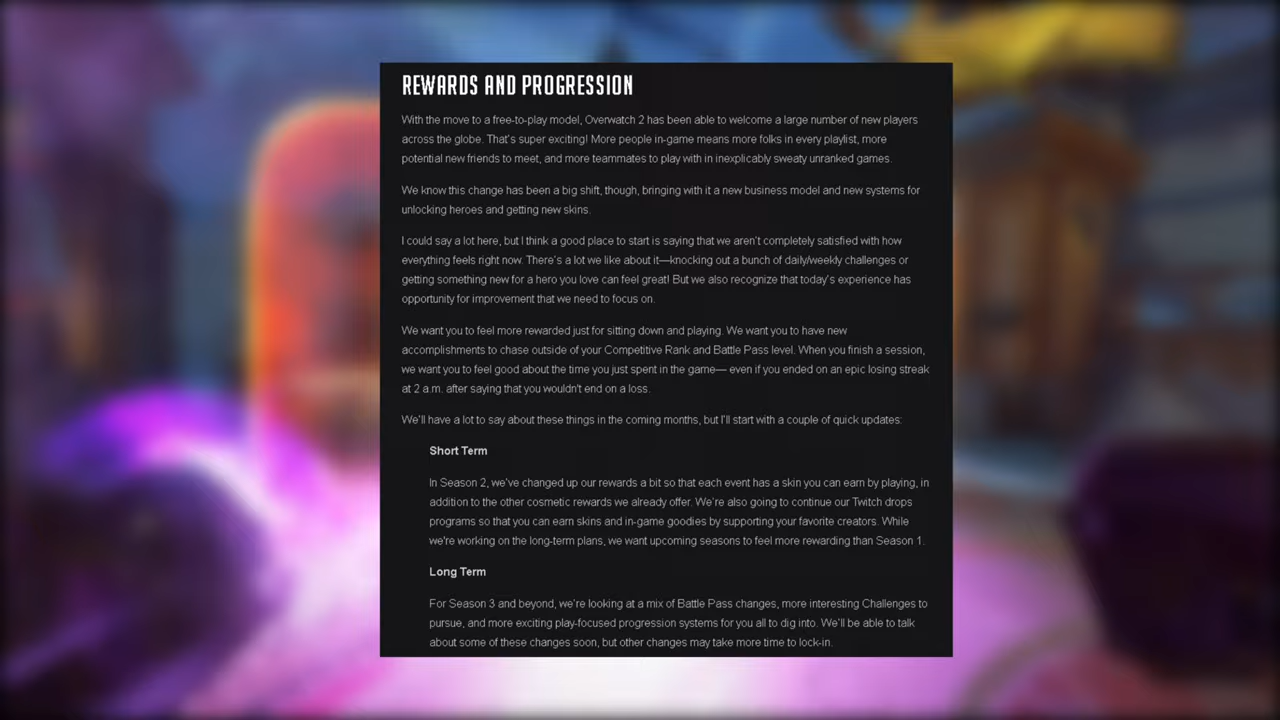 REWARDS AND PROGRESSION
With the move to a free-to-play model, Overwatch 2 has been able to welcome a large number of new players
across the globe. That's super exciting! More people in-game means more folks in every playlist, more
potential new friends to meet, and more teammates to play with in inexplicably sweaty unranked games.
We know this change has been a big shift, though, bringing with it a new business model and new systems for
unlocking heroes and getting new skins.
I could say a lot here, but I think a good place to start is saying that we aren't completely satisfied with how
everything feels right now. There's a lot we like about it—knocking out a bunch of daily/weekly challenges or
getting something new for a hero you love can feel great! But we also recognize that today's experience has
opportunity for improvement that we need to focus on.
We want you to feel more rewarded just for sitting down and playing. We want you to have new
accomplishments to chase outside of your Competitive Rank and Battle Pass level. When you finish a session,
we want you to feel good about the time you just spent in the game— even if you ended on an epic losing streak
at 2 a.m. after saying that you wouldn't end on a loss.
We'll have a lot to say about these things in the coming months, but I'll start with a couple of quick updates:
Short Term
In Season 2, we've changed up our rewards a bit so that each event has a skin you can earn by playing, in
addition to the other cosmetic rewards we already offer. We're also going to continue our Twitch drops
programs so that you can earn skins and in-game goodies by supporting your favorite creators. While
we're working on the long-term plans, we want upcoming seasons to feel more rewarding than Season 1.
Long Term
For Season 3 and beyond, we're looking at a mix of Battle Pass changes, more interesting Challenges to
pursue, and more exciting play-focused progression systems for you all to dig into. We'll be able to talk
about some of these changes soon, but other changes may take more time to lock-in.